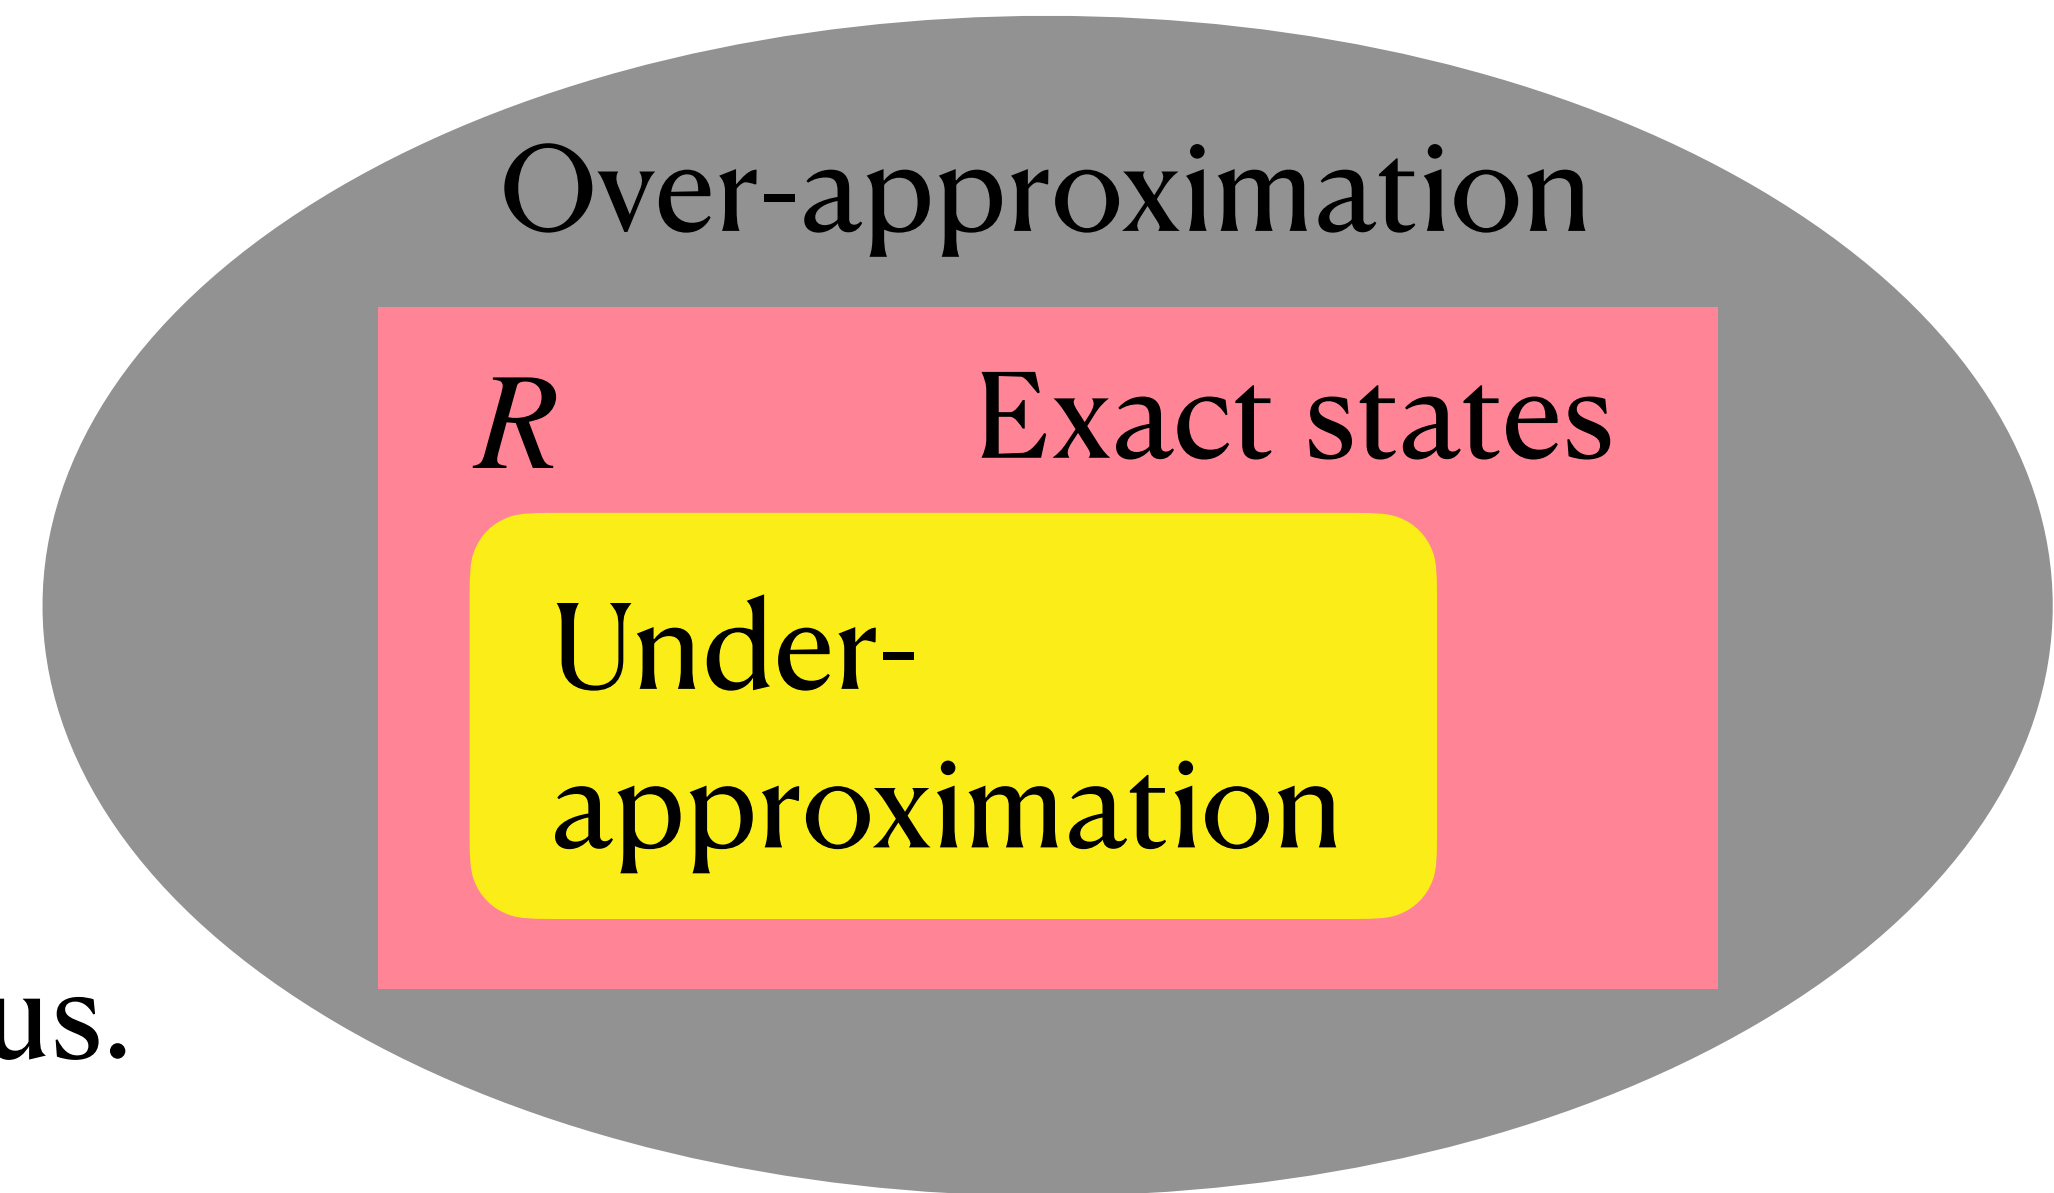 Over-approximation
R Exact states
Under-
approximation
us.